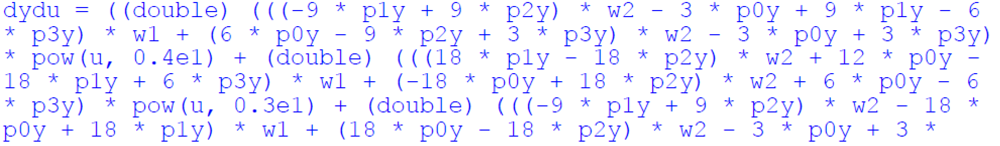 dydu = ((double) (((-9 * p1y + 9 * p2y) * w2 - 3 * p0y + 9 * p1y - 6
* p3y) * w1 + (6 * p0y - 9 * p2y + 3 * p3y) * w2 - 3 * p0y + 3 * p3y)
* pow(u, 0.4e1) + (double) (((18 * p1y - 18 * p2y) * w2 + 12 * p0y -
18 * p1y + 6 * p3y) * w1 + (-18 * p0y + 18 * p2y) * w2 + 6 * p0y - 6
* p3y) * pow(u, 0.3e1) + (double) (((-9 * p1y + 9 * p2y) * w2 - 18 *
p0y + 18 * p1y) * w1 + (18 * p0y - 18 * p2y) * w2 - 3 * p0y + 3 *